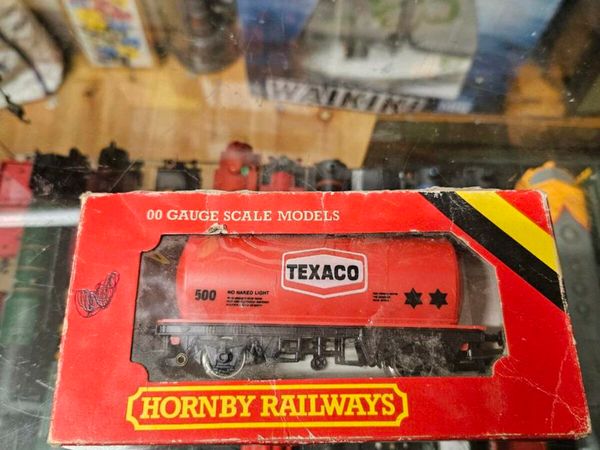 WAIKIKI
00 GAUGE SCALE MODELS
TEXACO
500
NO NAKED LIGHT
HORNBY RAILWAYS